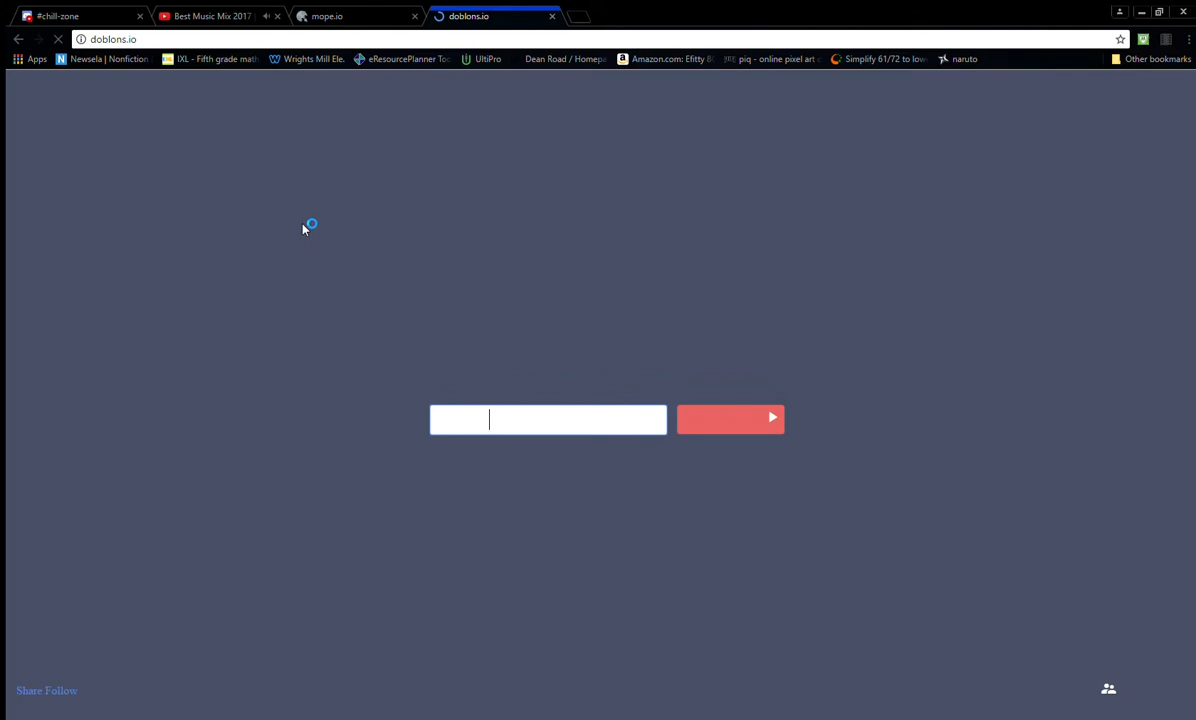 #chill-zone
Best Music Mix 2017
mope.io
doblons.io
doblons.io
Apps
Newsela | Nonfiction
IXL - Fifth grade math
Wrights Mill Ele.
eResourcePlanner Too
UltiPro
Dean Road / Homepa
Amazon.com: Efitty
piq - online pixel art
Simplify 61/72 to low
naruto
Other bookmarks
Share Follow